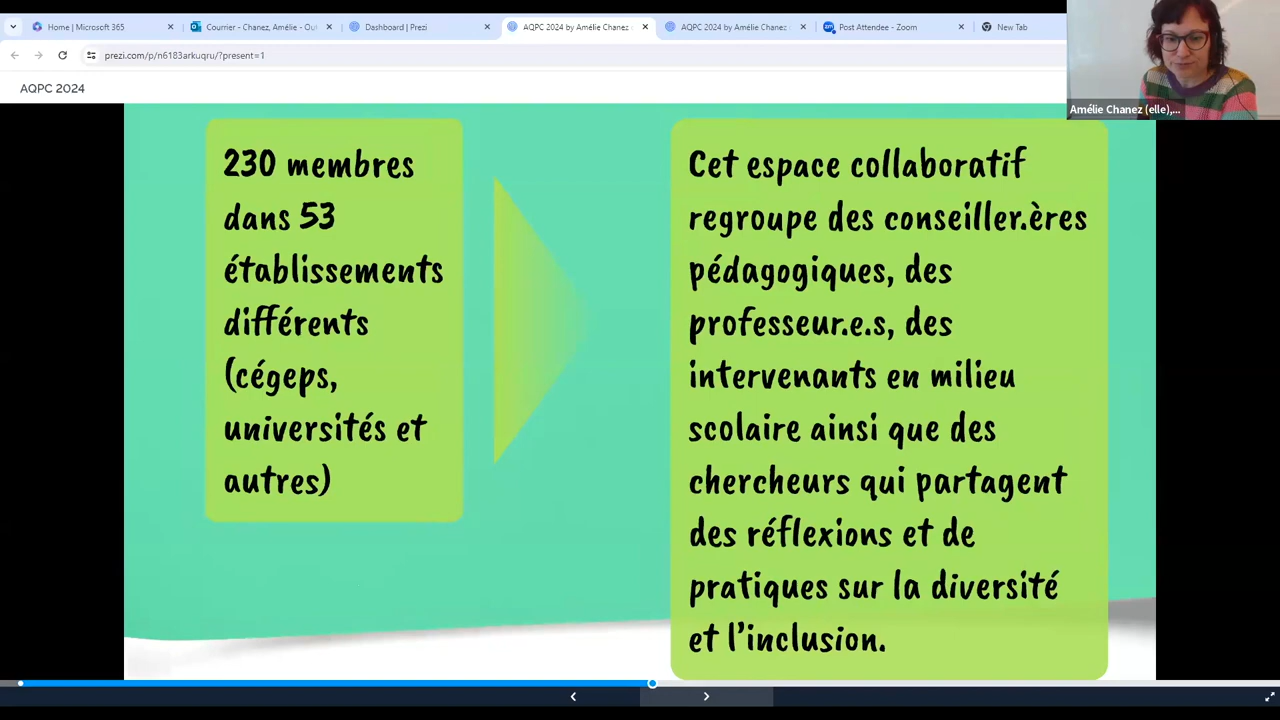 Home | Microsoft 365
Courrier - Chanez, Amélie - Ou
Dashboard | Prezi
AQPC 2024 by Amélie Chanez
AQPC 2024 by Amélie Chanez
Post Attendee - Zoom
New Tab
prezi.com/p/n6183arkuqru/?present=1
AQPC 2024
Amélie Chanez (elle),...
230 membres
dans 53
établissements
différents
(cégeps,
universités et
autres)
Cet espace collaboratif
regroupe des conseiller.ères
pédagogiques, des
professeur.e.s, des
intervenants en milieu
scolaire ainsi que des
chercheurs qui partagent
des réflexions et de
pratiques sur la diversité
et l'inclusion.